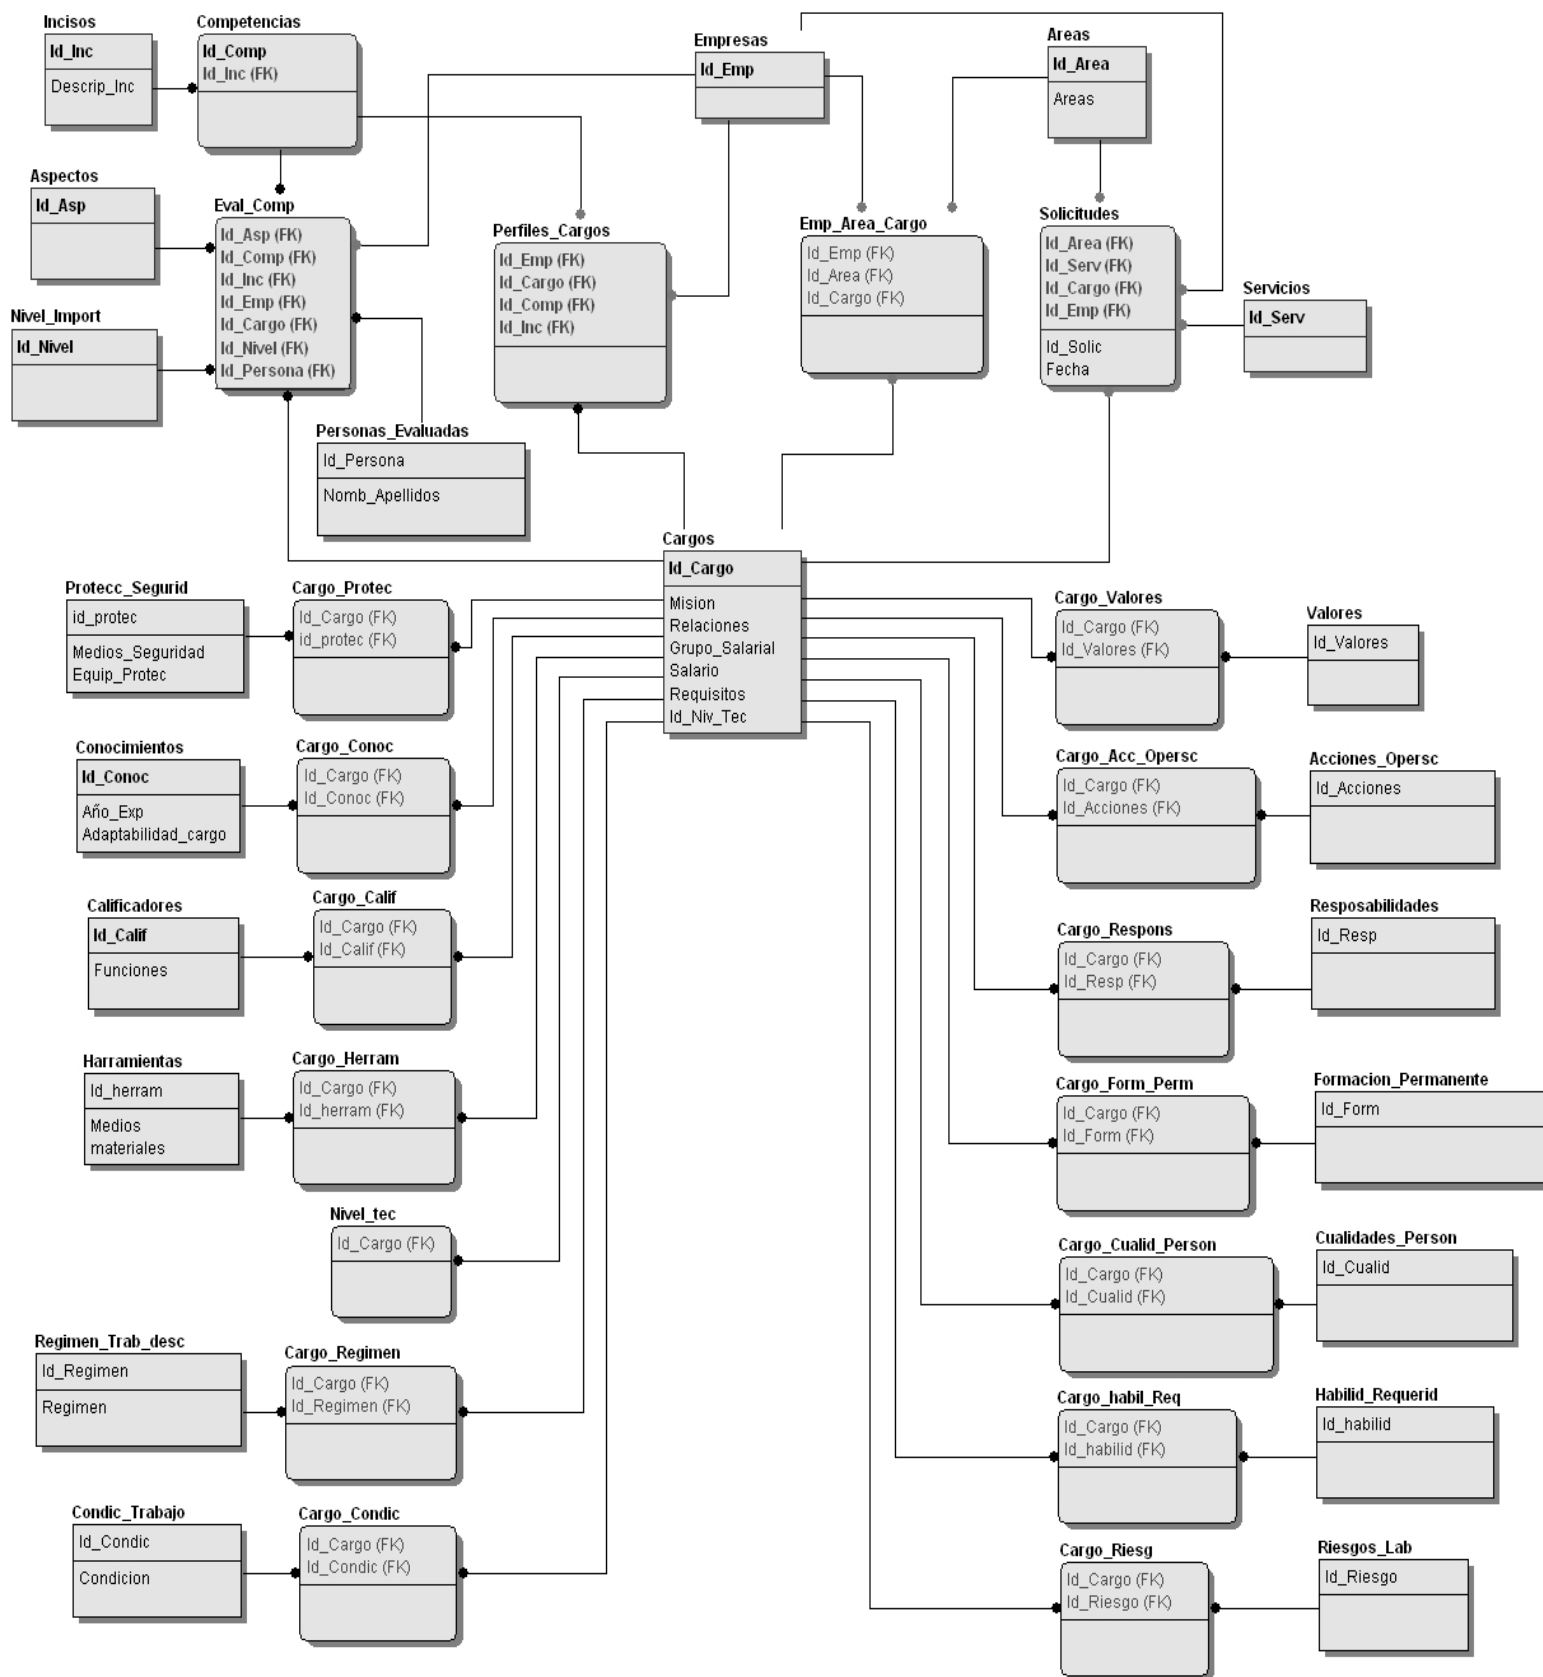 Incisos
Id_Inc
Descrip_Inc
Competencias
Id_Comp
Id_Inc (FK)
Empresas
Id_Emp
Areas
Id_Area
Areas
Aspectos
Id_Asp
Eval_Comp
Id_Asp (FK)
Id_Comp (FK)
Id_Inc (FK)
Id_Emp (FK)
Id_Cargo (FK)
Id_Nivel (FK)
Id_Persona (FK)
Perfiles_Cargos
Id_Emp (FK)
Id_Cargo (FK)
Id_Comp (FK)
Id_Inc (FK)
Emp_Area_Cargo
Id_Emp (FK)
Id_Area (FK)
Id_Cargo (FK)
Solicitudes
Id_Area (FK)
Id_Serv (FK)
Id_Cargo (FK)
Id_Emp (FK)
Id_Solic
Fecha
Servicios
Id_Serv
Nivel_Import
Id_Nivel
Personas_Evaluadas
Id_Persona
Nomb_Apellidos
Cargos
Id_Cargo
Mision
Relaciones
Grupo_Salarial
Salario
Requisitos
Id_Niv_Tec
Protecc_Segurid
id_protec
Medios_Seguridad
Equip_Protec
Cargo_Protec
Id_Cargo (FK)
id_protec (FK)
Cargo_Valores
Id_Cargo (FK)
Id_Valores (FK)
Valores
Id_Valores
Conocimientos
Id_Conoc
Año_Exp
Adaptabilidad_cargo
Cargo_Conoc
Id_Cargo (FK)
Id_Conoc (FK)
Cargo_Acc_Opersc
Id_Cargo (FK)
Id_Acciones (FK)
Acciones_Opersc
Id_Acciones
Calificadores
Id_Calif
Funciones
Cargo_Calif
Id_Cargo (FK)
Id_Calif (FK)
Cargo_Respons
Id_Cargo (FK)
Id_Resp (FK)
Resposabilidades
Id_Resp
Harramientas
Id_herram
Medios
materiales
Cargo_Herram
Id_Cargo (FK)
Id_herram (FK)
Cargo_Form_Perm
Id_Cargo (FK)
Id_Form (FK)
Formacion_Permanente
Id_Form
Nivel_tec
Id_Cargo (FK)
Cargo_Cualid_Person
Id_Cargo (FK)
Id_Cualid (FK)
Cualidades_Person
Id_Cualid
Regimen_Trab_desc
Id_Regimen
Regimen
Cargo_Regimen
Id_Cargo (FK)
Id_Regimen (FK)
Cargo_habil_Req
Id_Cargo (FK)
Id_habilid (FK)
Habilid_Requerid
Id_habilid
Condic_Trabajo
Id_Condic
Condicion
Cargo_Condic
Id_Cargo (FK)
Id_Condic (FK)
Cargo_Riesg
Id_Cargo (FK)
Id_Riesgo (FK)
Riesgos_Lab
Id_Riesgo